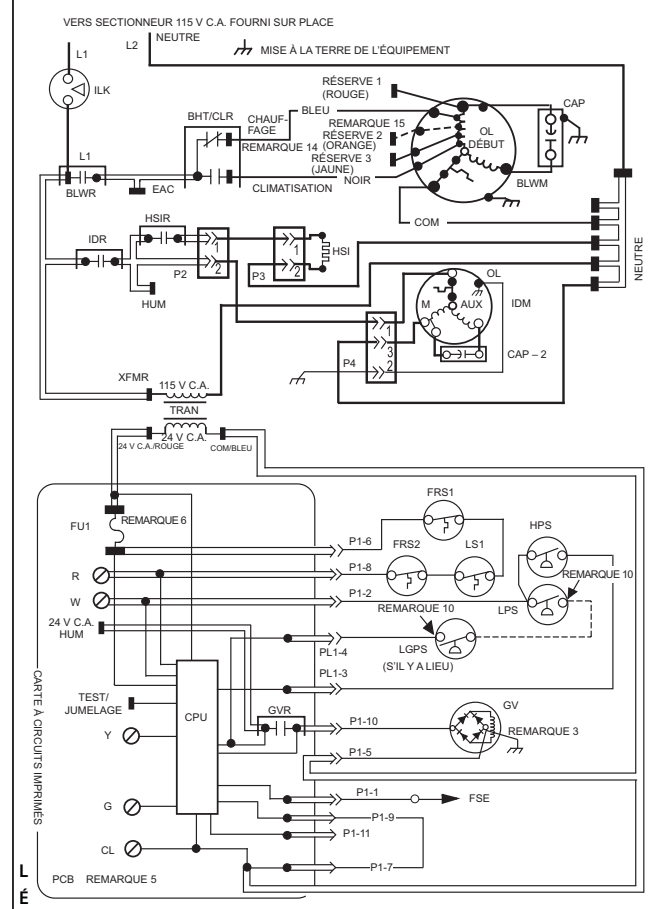 VERS SECTIONNEUR 115 V C.A. FOURNI SUR PLACE
L1
L2
NEUTRE
MISE À LA TERRE DE L'ÉQUIPEMENT
ILK
RÉSERVE 1
(ROUGE)
BHT/CLR
CHAUF-
FAGE
BLEU
REMARQUE 15
REMARQUE 14
RÉSERVE 2
(ORANGE)
RÉSERVE 3
(JAUNE)
NOIR
CLIMATISATION
OL
DÉBUT
CAP
BLWM
L1
BLWR
EAC
COM
NEUTRE
HSIR
IDR
HUM
P2
1
2
P3
1
2
HSI
OL
M
AUX
IDM
CAP – 2
P4
1
3
2
XFMR
115 V C.A.
TRAN
24 V C.A.
24 V C.A./ROUGE
COM/BLEU
FU1
REMARQUE 6
FRS1
P1-6
FRS2
LS1
HPS
R
P1-8
REMARQUE 10
W
P1-2
REMARQUE 10
LPS
24 V C.A.
HUM
PL1-4
LGPS
(S'IL Y A LIEU)
PL1-3
CARTE À CIRCUITS IMPRIMÉS
TEST/
JUMELAGE
CPU
GVR
P1-10
GV
REMARQUE 3
Y
P1-5
P1-1
FSE
G
P1-9
P1-11
CL
P1-7
PCB REMARQUE 5
L
É